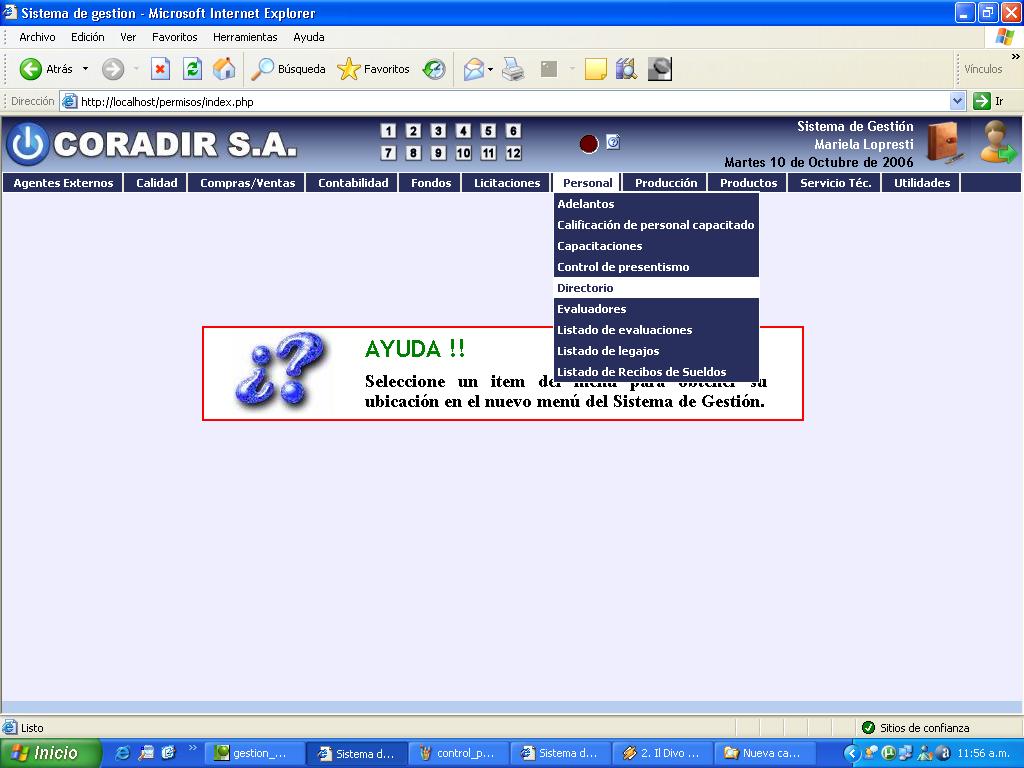 Sistema de gestion - Microsoft Internet Explorer
Archivo Edición Ver Favoritos Herramientas Ayuda
Atrás Búsqueda Favoritos Vínculos
Dirección http://localhost/permisos/index.php Ir
CORADIR S.A.
1 2 3 4 5 6
7 8 9 10 11 12
Sistema de Gestión
Mariela Lopresti
Martes 10 de Octubre de 2006
Agentes Externos Calidad Compras/Ventas Contabilidad Fondos Licitaciones Personal Producción Productos Servicio Téc. Utilidades
Adelantos
Calificación de personal capacitado
Capacitaciones
Control de presentismo
Directorio
Evaluadores
Listado de evaluaciones
Listado de legajos
Listado de Recibos de Sueldos
AYUDA !!
Seleccione un item del menú para obtener su
ubicación en el nuevo menú del Sistema de Gestión.
Listo Sitios de confianza
Inicio gestion_... Sistema d... control_p... Sistema d... 2. Il Divo ... Nueva ca... 11:56 a.m.